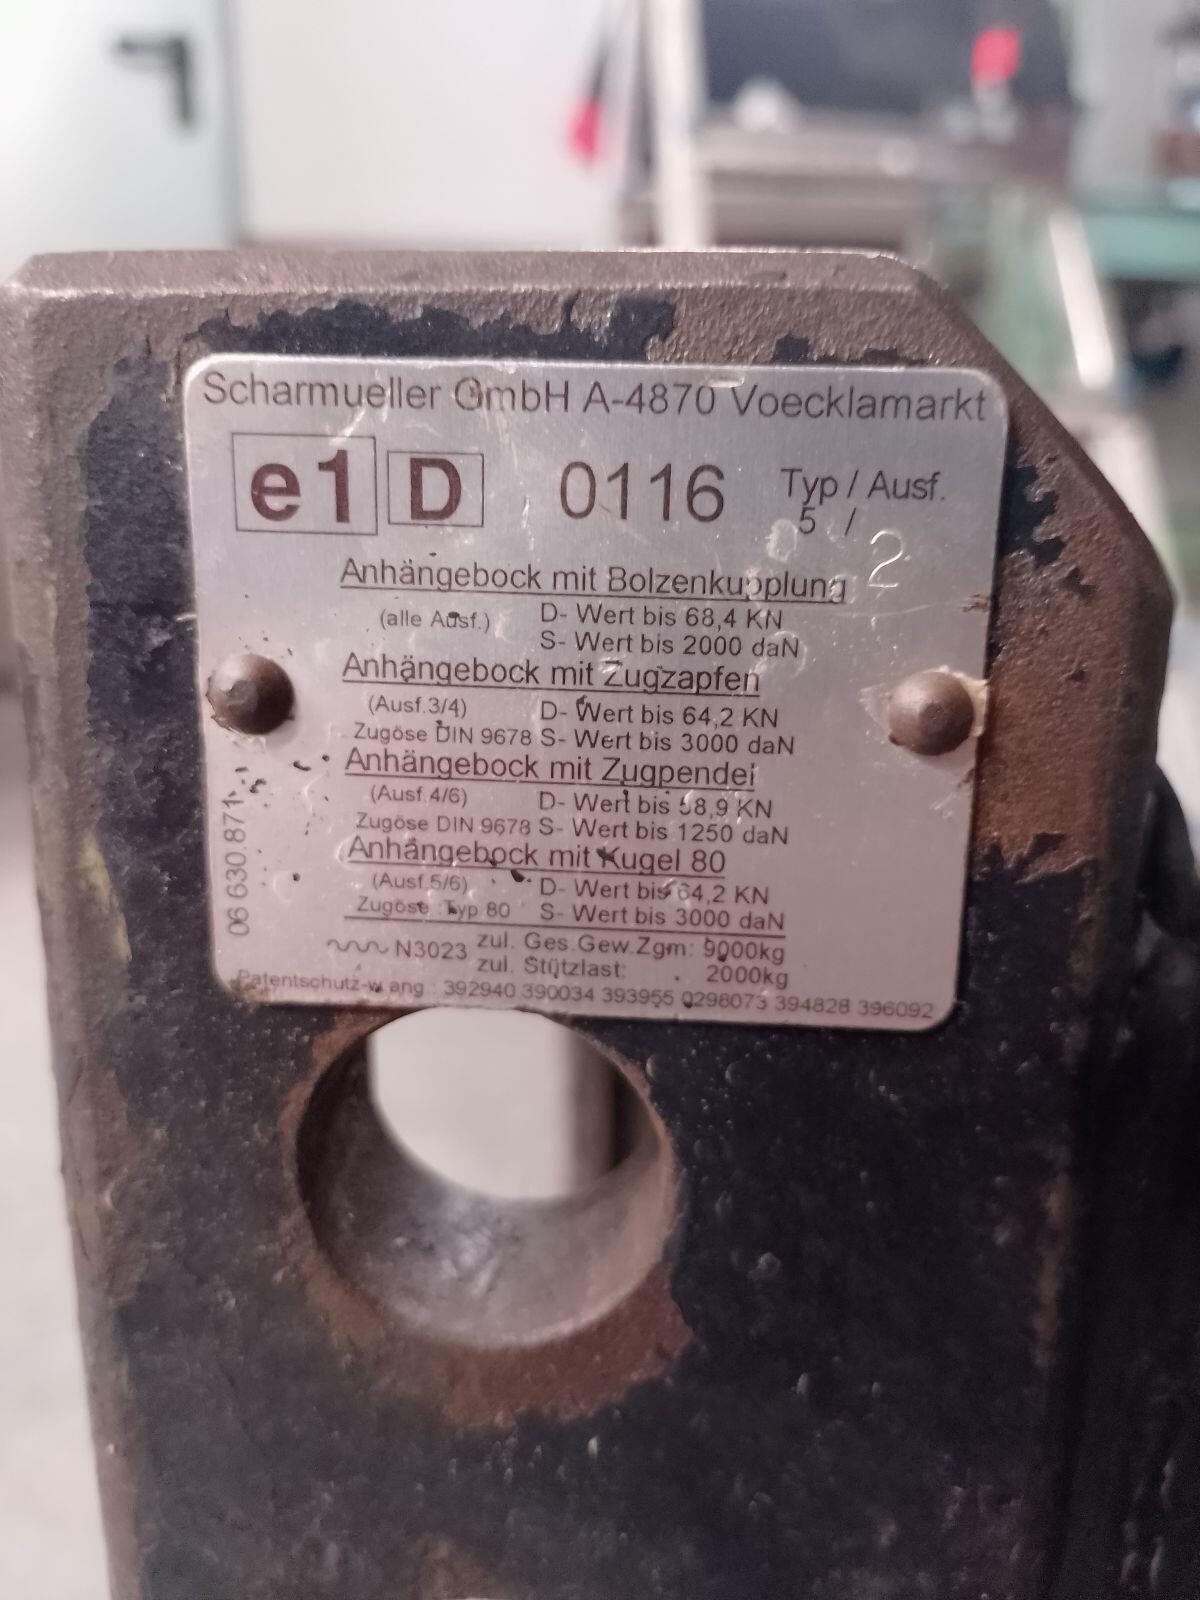 Scharmueller GmbH A-4870 Voecklamarkt
e1 D 0116 Typ / Ausf.
5 / 2
Anhängebock mit Bolzenkupplung
(alle Ausf.) D- Wert bis 68,4 KN
S- Wert bis 2000 daN
Anhängebock mit Zugzapfen
(Ausf.3/4) D- Wert bis 64,2 KN
Zugöse DIN 9678 S- Wert bis 3000 daN
Anhängebock mit Zugpendel
(Ausf.4/6) D- Wert bis 58,9 KN
Zugöse DIN 9678 S- Wert bis 1250 daN
Anhängebock mit Kugel 80
(Ausf.5/6) D- Wert bis 64,2 KN
Zugöse Typ 80 S- Wert bis 3000 daN
N3023 zul. Ges.Gew.Zgm: 9000kg
zul. Stützlast: 2000kg
Patentschutz-w.ang.: 392940 390034 393955 0298073 394828 396092
06 630.871